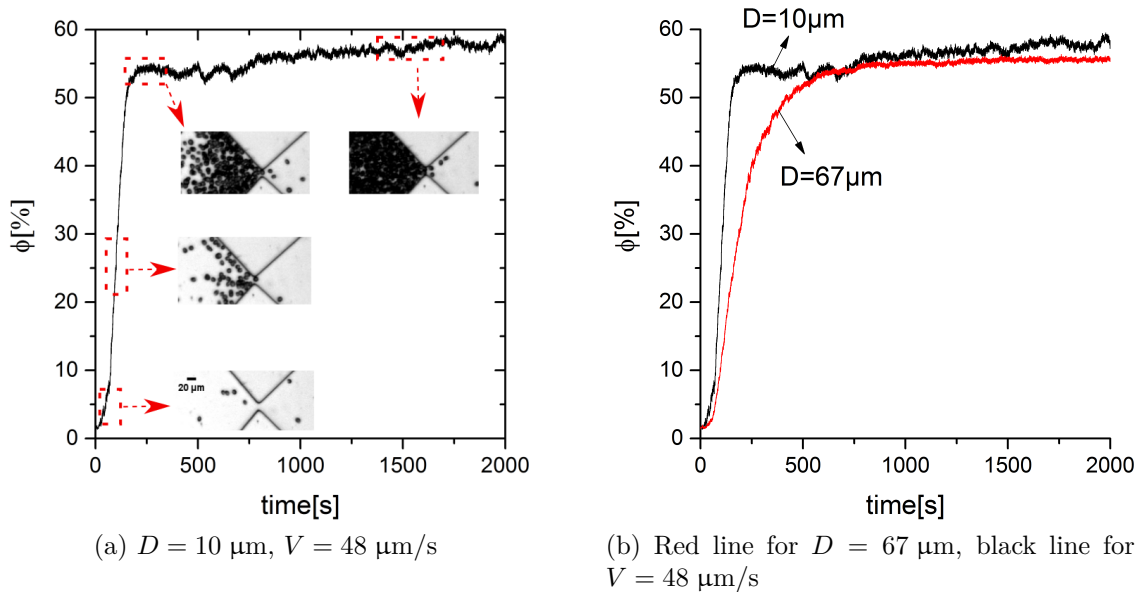 60
50
40
30
20
10
0
ϕ[%]
20 µm
0
500
1000
1500
2000
time[s]
(a) D = 10 µm, V = 48 µm/s
D=10µm
60
50
40
30
20
10
0
ϕ[%]
D=67µm
0
500
1000
1500
2000
time[s]
(b) Red line for D = 67 µm, black line for
V = 48 µm/s